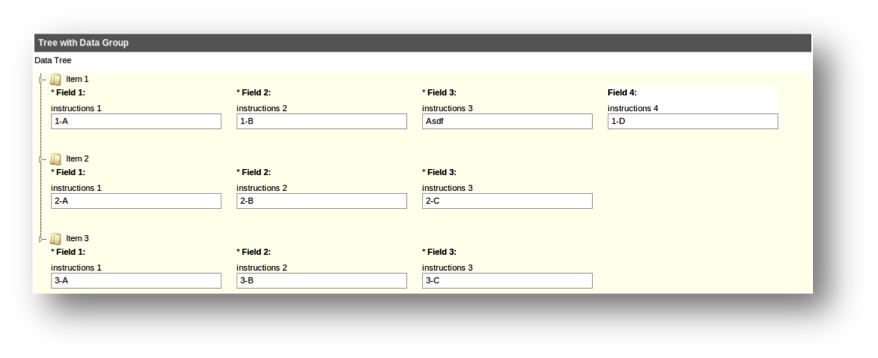 Tree with Data Group
Data Tree
Item 1
* Field 1: * Field 2: * Field 3: Field 4:
instructions 1 instructions 2 instructions 3 instructions 4
1-A 1-B Asdf 1-D
Item 2
* Field 1: * Field 2: * Field 3:
instructions 1 instructions 2 instructions 3
2-A 2-B 2-C
Item 3
* Field 1: * Field 2: * Field 3:
instructions 1 instructions 2 instructions 3
3-A 3-B 3-C